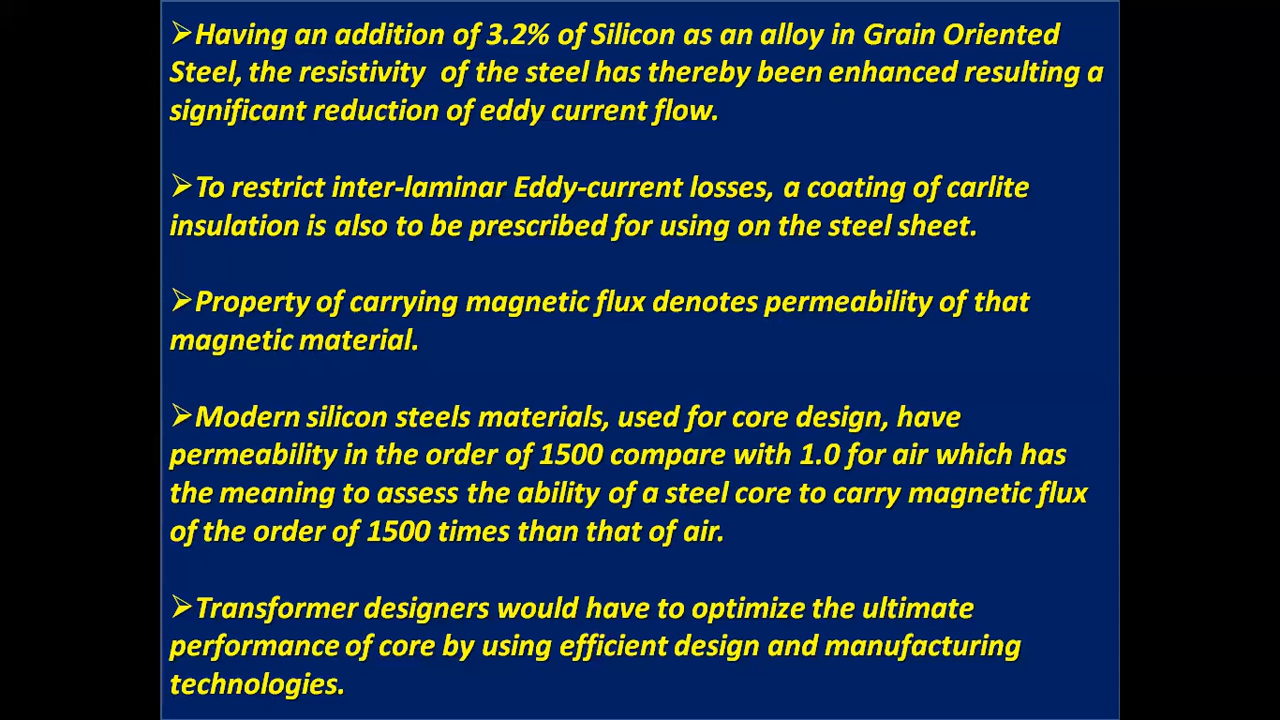 ➢Having an addition of 3.2% of Silicon as an alloy in Grain Oriented
Steel, the resistivity of the steel has thereby been enhanced resulting a
significant reduction of eddy current flow.
➢To restrict inter-laminar Eddy-current losses, a coating of carlite
insulation is also to be prescribed for using on the steel sheet.
➢Property of carrying magnetic flux denotes permeability of that
magnetic material.
➢Modern silicon steels materials, used for core design, have
permeability in the order of 1500 compare with 1.0 for air which has
the meaning to assess the ability of a steel core to carry magnetic flux
of the order of 1500 times than that of air.
➢Transformer designers would have to optimize the ultimate
performance of core by using efficient design and manufacturing
technologies.